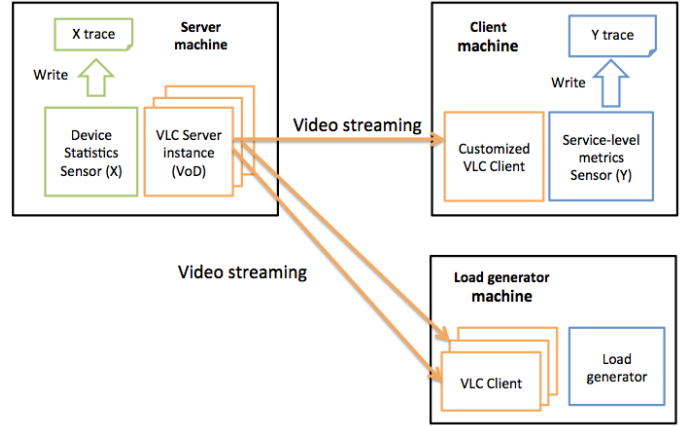 X trace
Server
machine
Write
Device
Statistics
Sensor (X)
VLC Server
instance
(VoD)
Video streaming
Client
machine
Y trace
Write
Customized
VLC Client
Service-level
metrics
Sensor (Y)
Video streaming
Load generator
machine
VLC Client
Load
generator